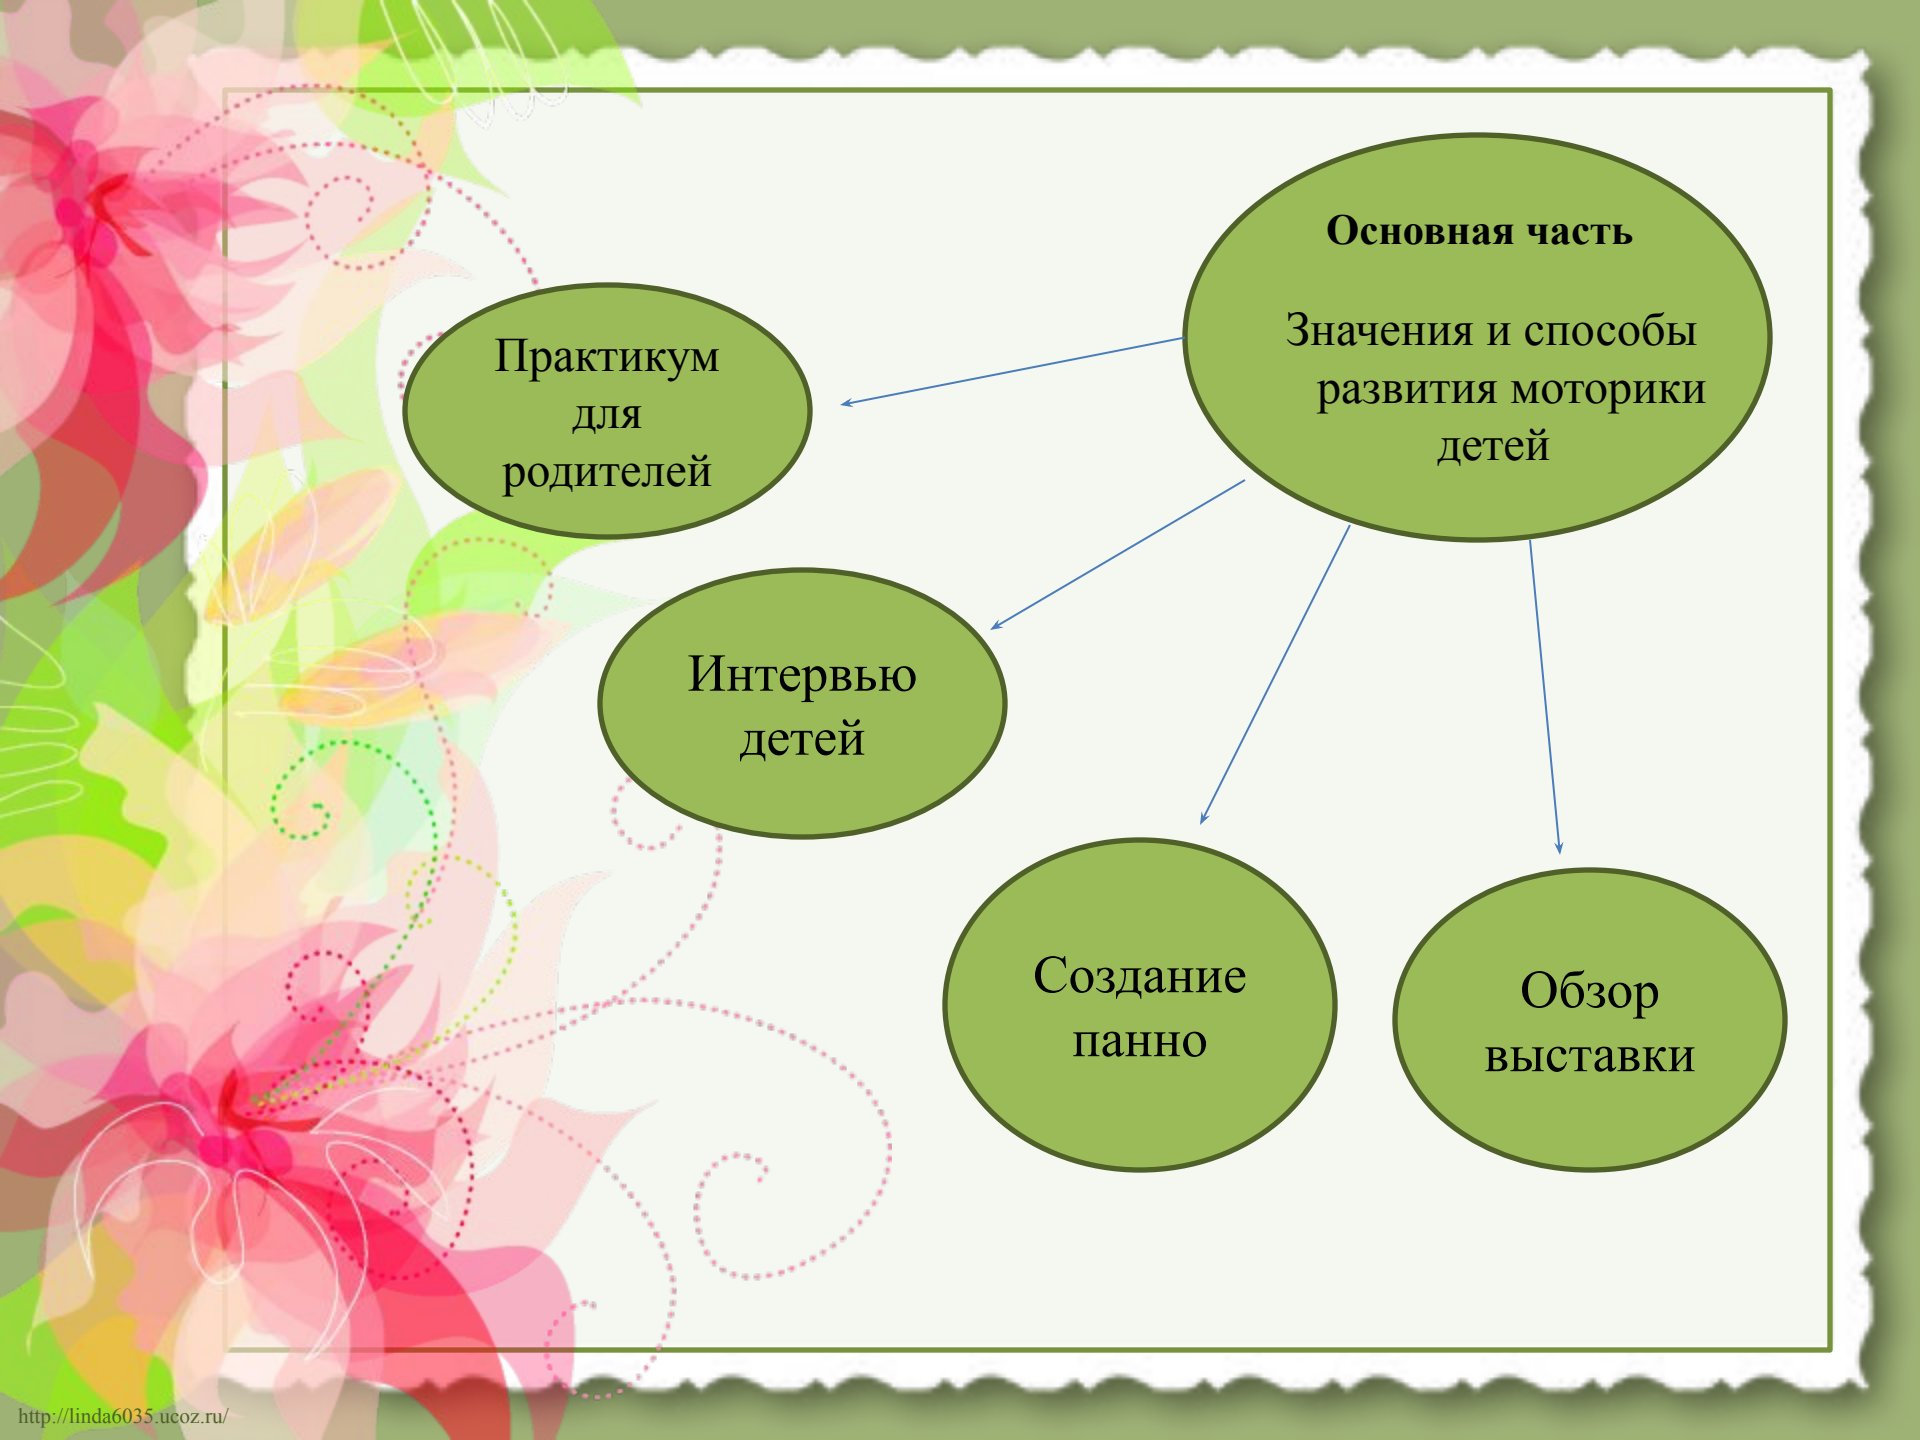 Основная часть
Значения и способы
развития моторики
детей
Практикум
для
родителей
Интервью
детей
Создание
панно
Обзор
выставки
http://linda6035.ucoz.ru/